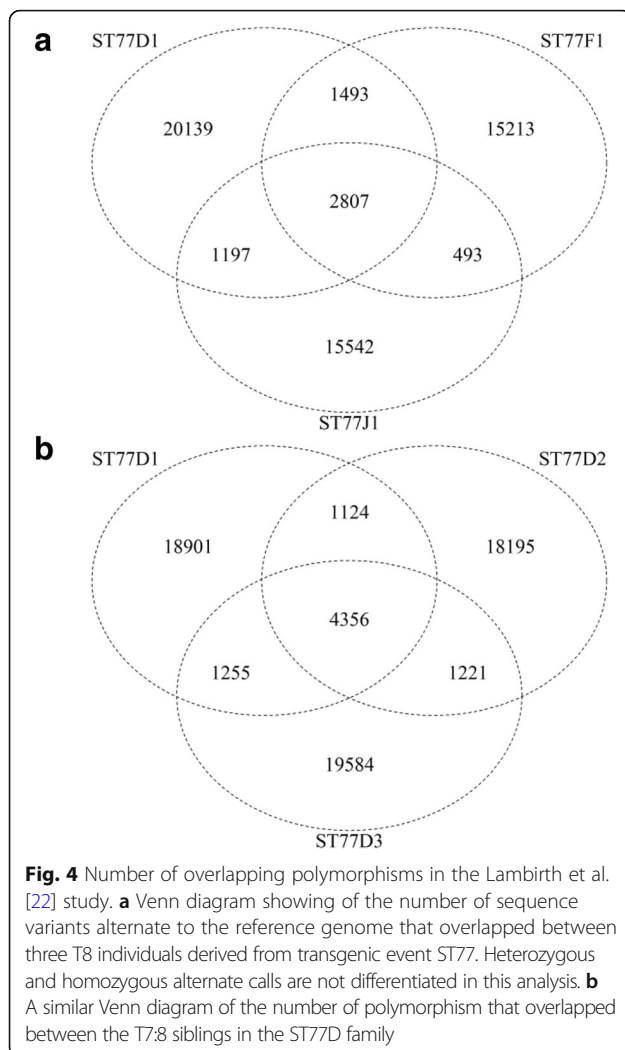 a
ST77D1
ST77F1
1493
20139
15213
2807
1197
493
15542
ST77J1
b
ST77D1
ST77D2
1124
18901
18195
4356
1255
1221
19584
ST77D3
Fig. 4 Number of overlapping polymorphisms in the Lambirth et al.
[22] study. a Venn diagram showing of the number of sequence
variants alternate to the reference genome that overlapped between
three T8 individuals derived from transgenic event ST77. Heterozygous
and homozygous alternate calls are not differentiated in this analysis. b
A similar Venn diagram of the number of polymorphism that overlapped
between the T7:8 siblings in the ST77D family